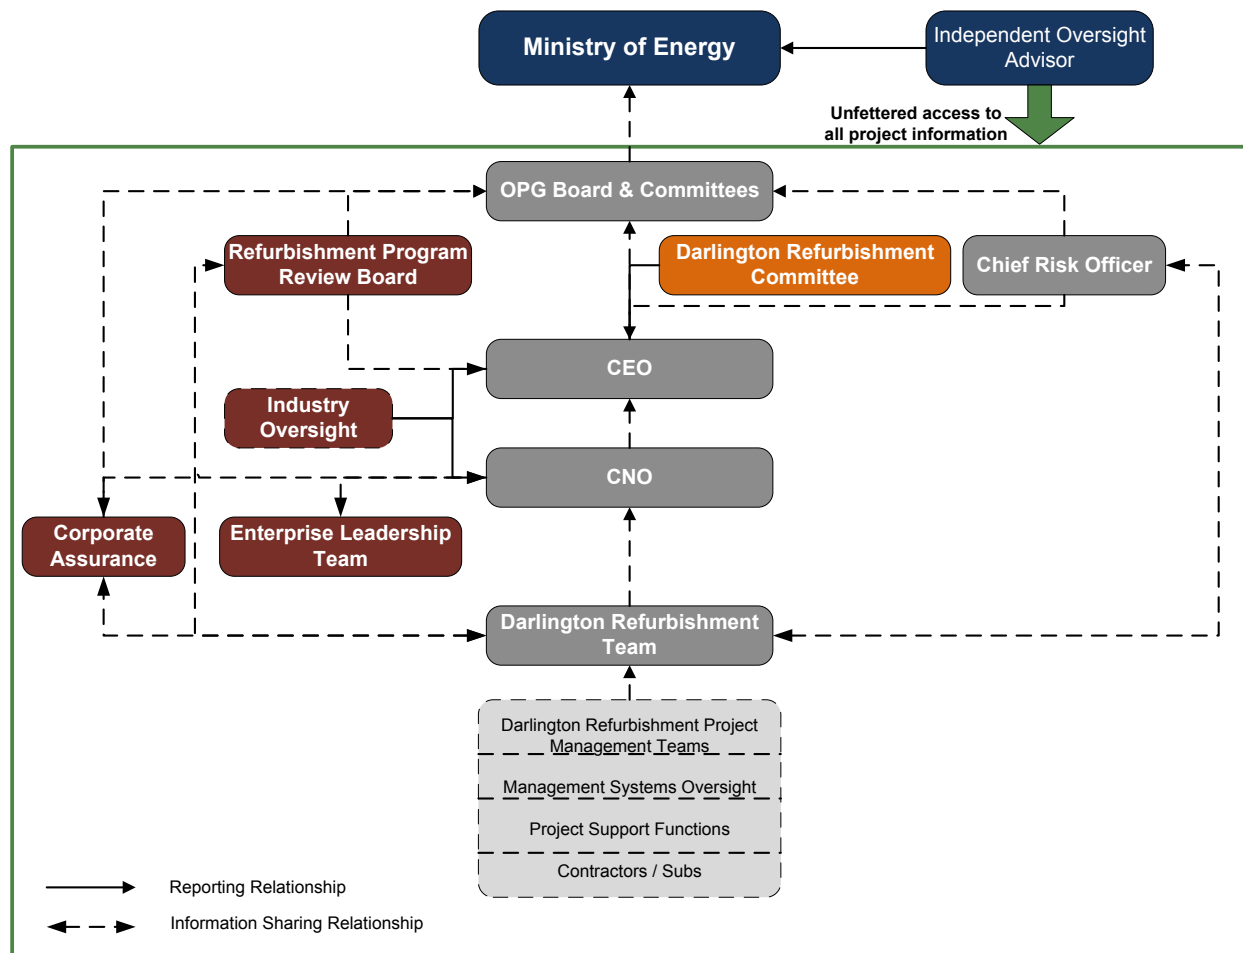 Ministry of Energy
Independent Oversight
Advisor
Unfettered access to
all project information
OPG Board & Committees
Refurbishment Program
Review Board
Darlington Refurbishment
Committee
Chief Risk Officer
CEO
Industry
Oversight
CNO
Corporate
Assurance
Enterprise Leadership
Team
Darlington Refurbishment
Team
Darlington Refurbishment Project
Management Teams
Management Systems Oversight
Project Support Functions
Contractors / Subs
Reporting Relationship
Information Sharing Relationship